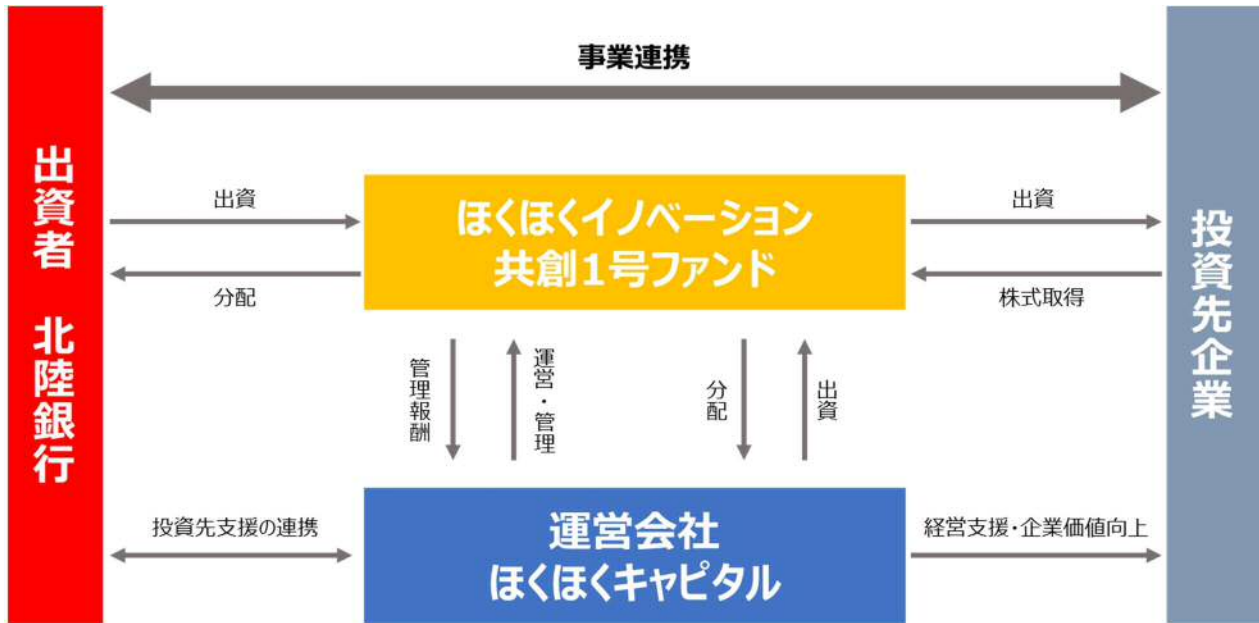 事業連携
出資者 北陸銀行
出資
分配
ほくほくイノベーション
共創1号ファンド
出資
株式取得
投資先企業
管理報酬
運営・管理
分配
出資
投資先支援の連携
運営会社
ほくほくキャピタル
経営支援・企業価値向上